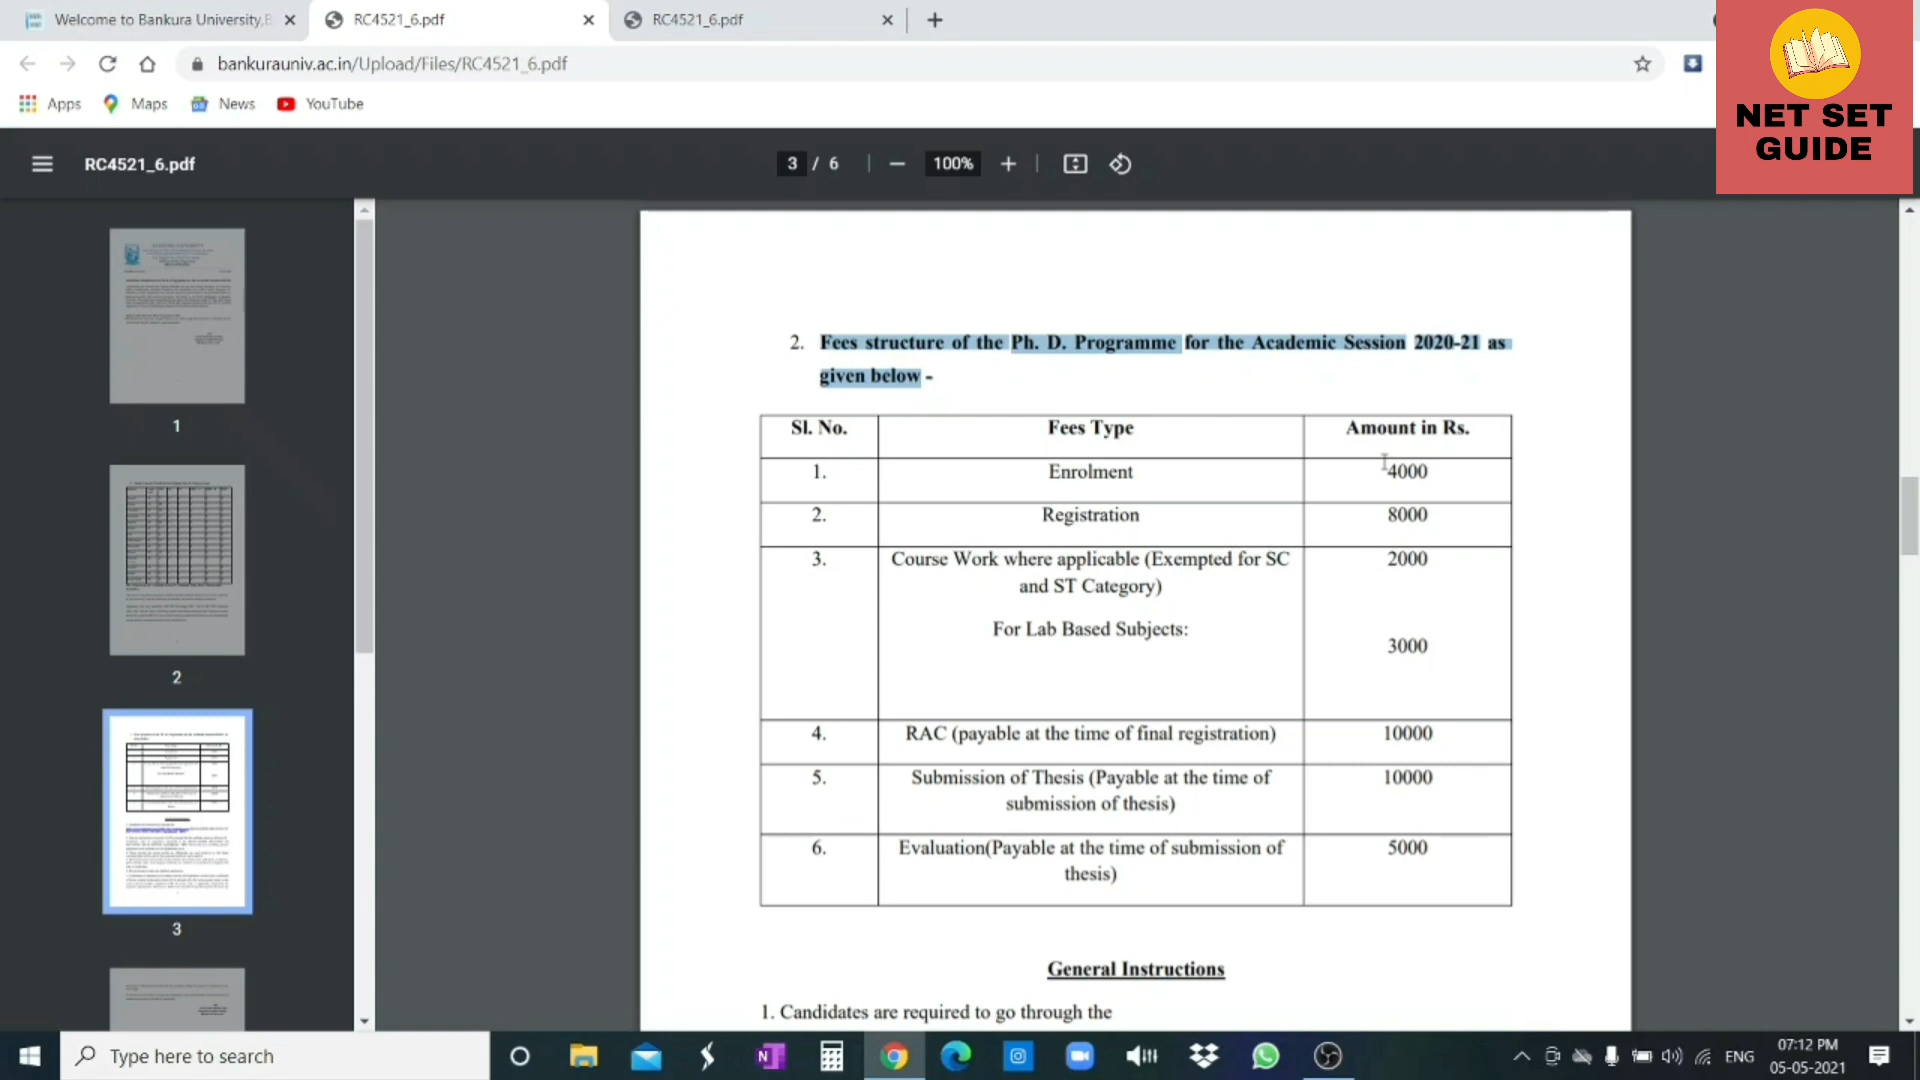 Welcome to Bankura University,B
RC4521_6.pdf
RC4521_6.pdf
bankurauniv.ac.in/Upload/Files/RC4521_6.pdf
Apps
Maps
News
YouTube
NET SET
GUIDE
RC4521_6.pdf
3 / 6
100%
1
2
3
2. Fees structure of the Ph. D. Programme for the Academic Session 2020-21 as
given below -
Sl. No. Fees Type Amount in Rs.
1. Enrolment 4000
2. Registration 8000
3. Course Work where applicable (Exempted for SC 2000
and ST Category)
For Lab Based Subjects:
3000
4. RAC (payable at the time of final registration) 10000
5. Submission of Thesis (Payable at the time of 10000
submission of thesis)
6. Evaluation(Payable at the time of submission of 5000
thesis)
General Instructions
1. Candidates are required to go through the
Type here to search
ENG
07:12 PM
05-05-2021